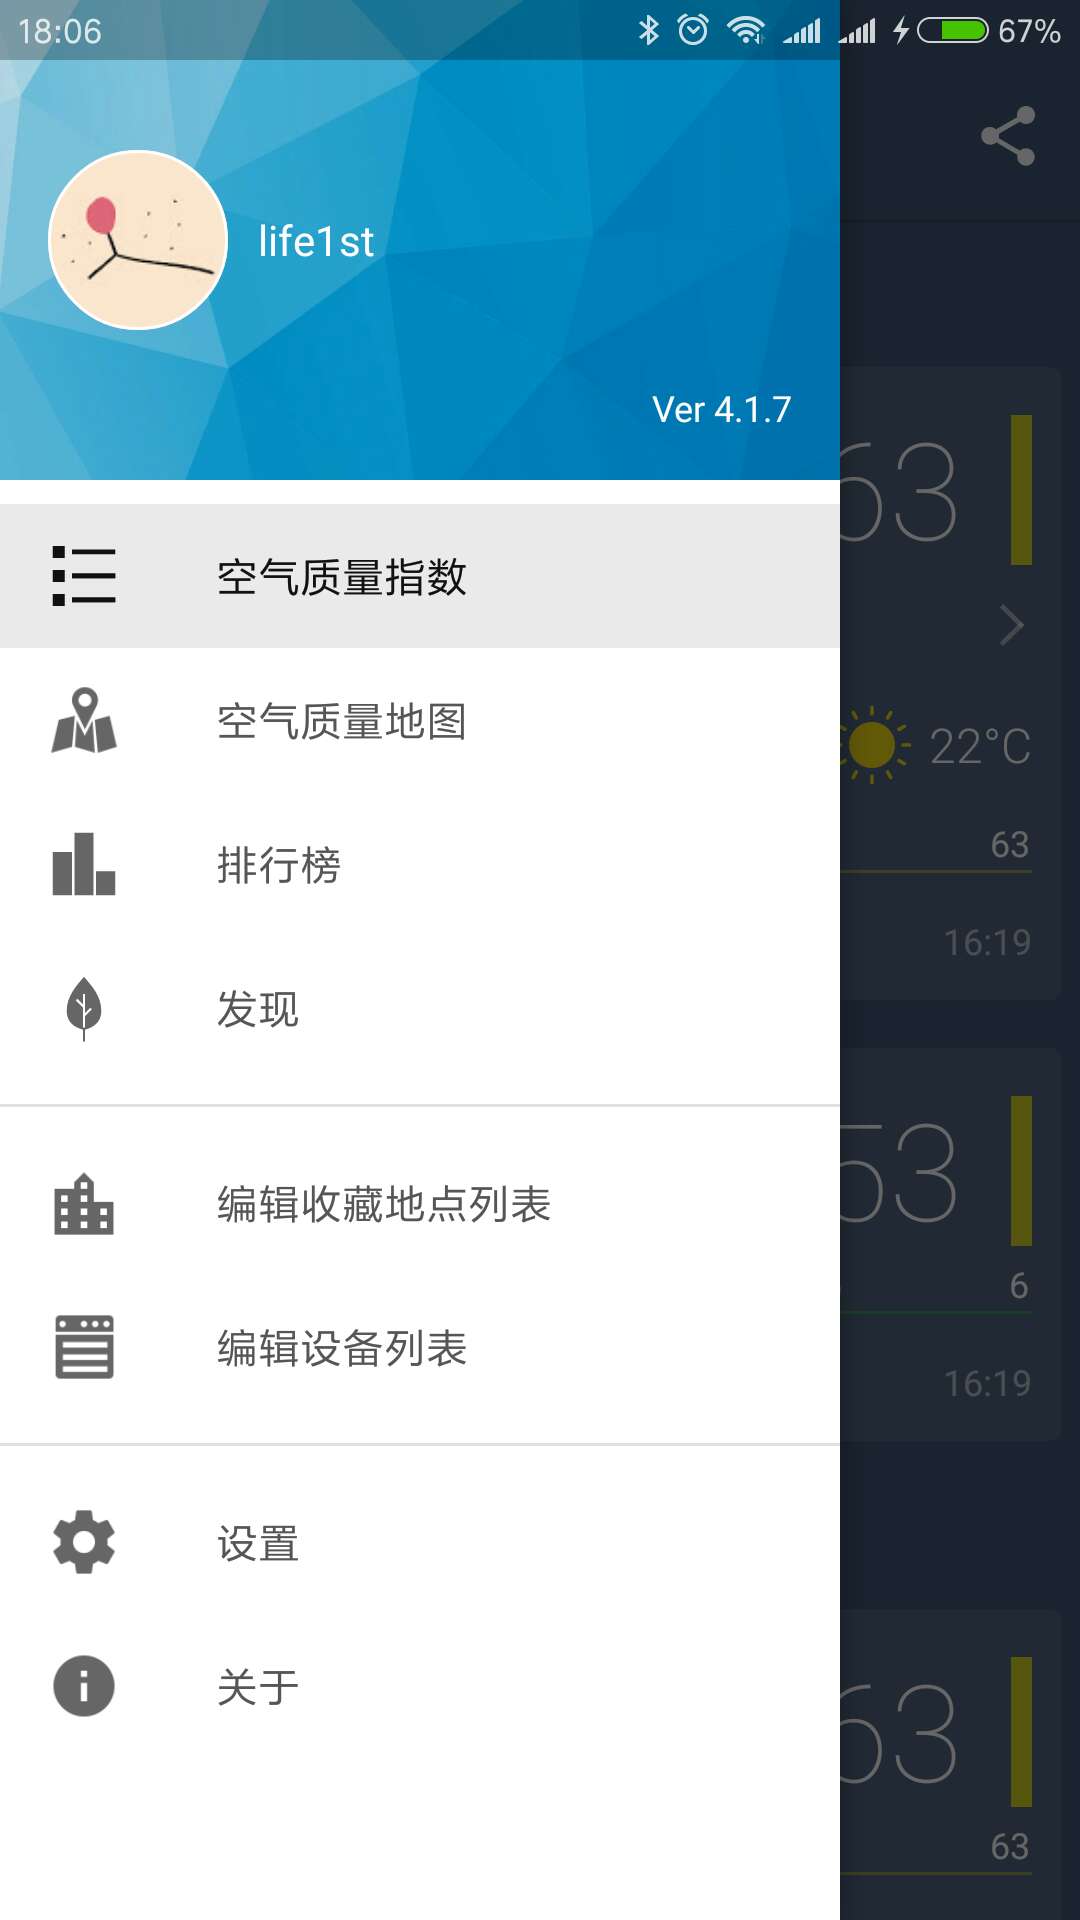 18:06 67%
life1st
Ver 4.1.7
空气质量指数
空气质量地图
排行榜
发现
编辑收藏地点列表
编辑设备列表
设置
关于
63
22°C
63
16:19
53
6
16:19
63
63